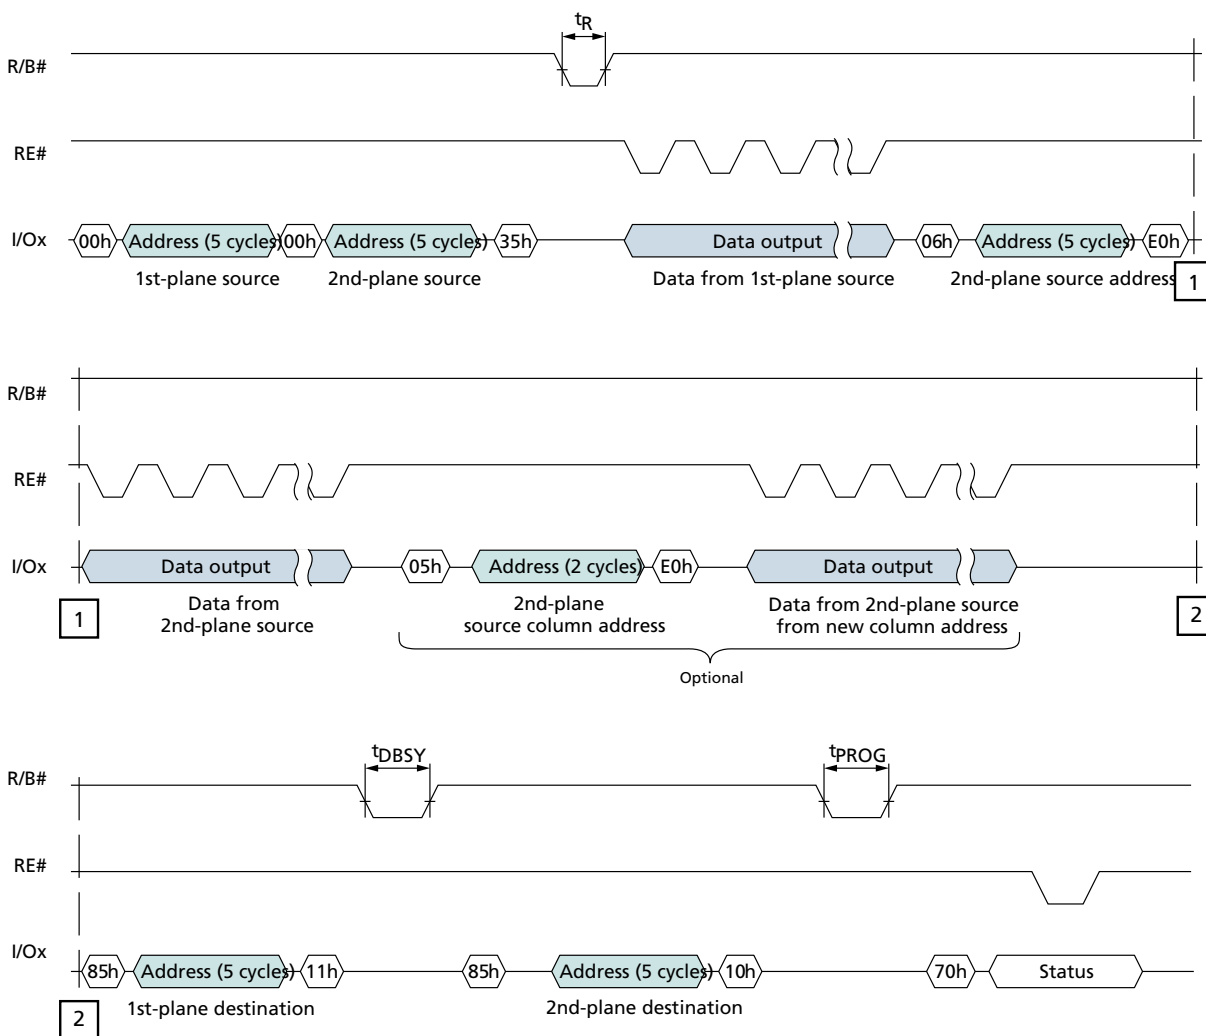 tR
R/B#
RE#
I/Ox 00h Address (5 cycles) 00h Address (5 cycles) 35h Data output 06h Address (5 cycles) E0h
1st-plane source 2nd-plane source Data from 1st-plane source 2nd-plane source address 1
R/B#
RE#
I/Ox Data output 05h Address (2 cycles) E0h Data output
1 Data from 2nd-plane Data from 2nd-plane source 2
2nd-plane source source column address from new column address
Optional
tDBSY tPROG
R/B#
RE#
I/Ox
85h Address (5 cycles) 11h 85h Address (5 cycles) 10h 70h Status
1st-plane destination 2nd-plane destination
2